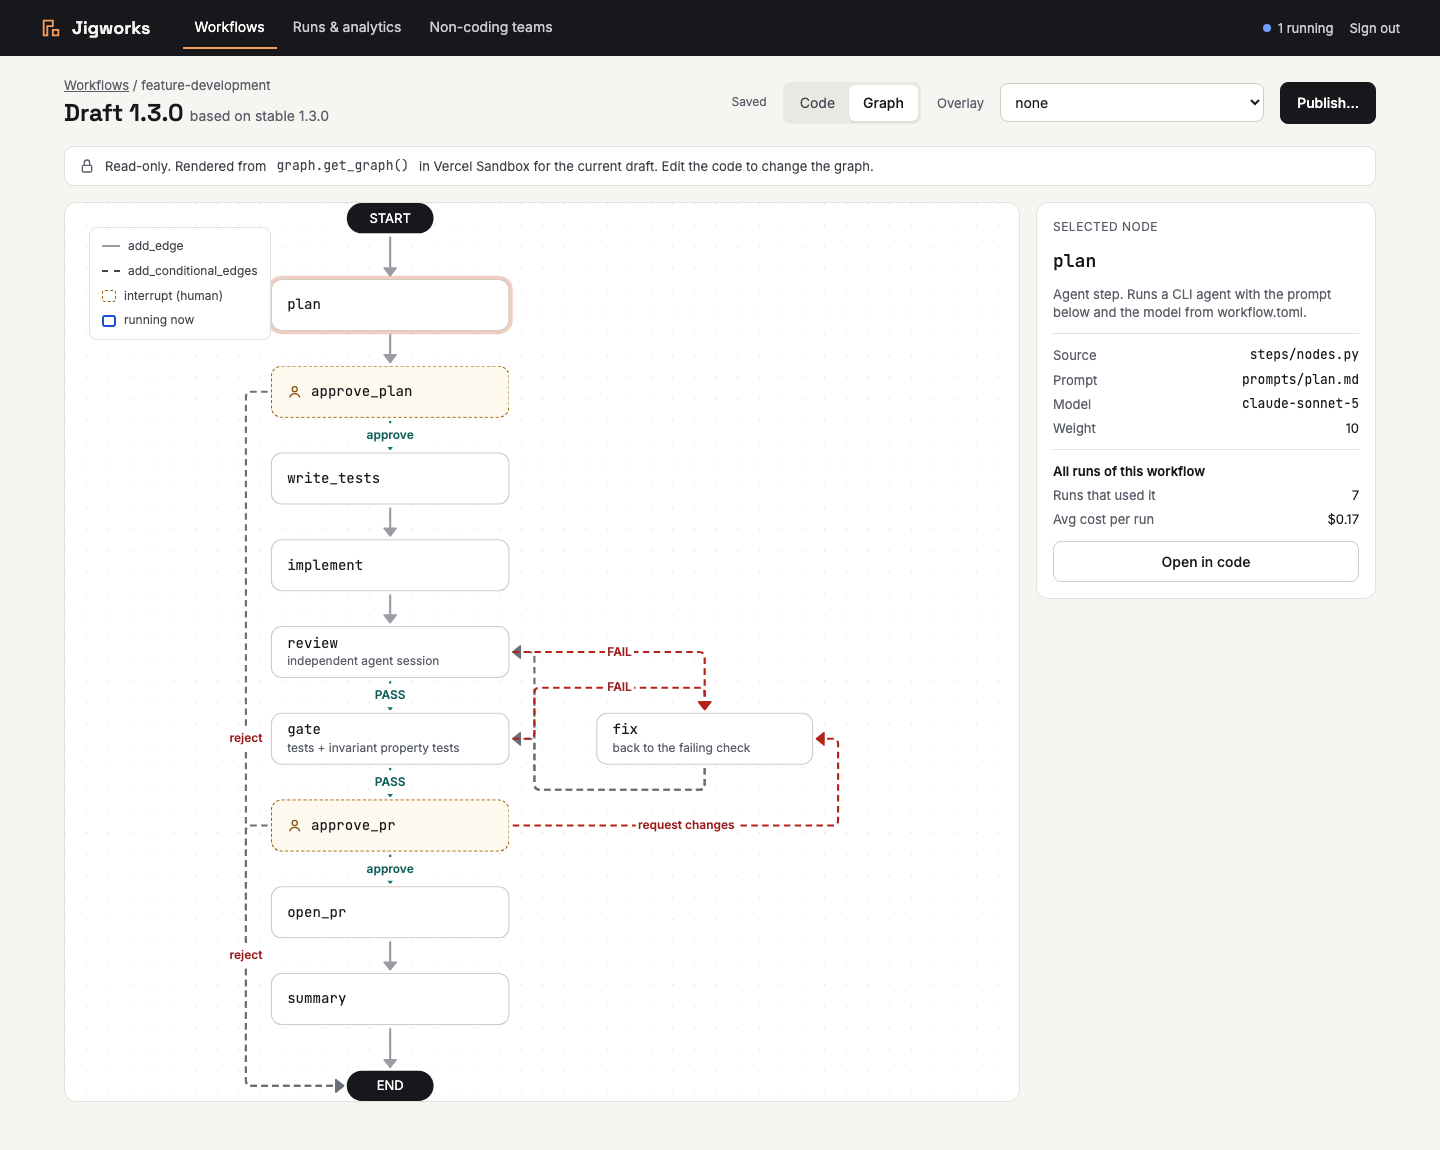 Jigworks
Workflows
Runs & analytics
Non-coding teams
1 running
Sign out
Workflows / feature-development
Draft 1.3.0 based on stable 1.3.0
Saved
Code
Graph
Overlay
none
Publish...
Read-only. Rendered from graph.get_graph() in Vercel Sandbox for the current draft. Edit the code to change the graph.
add_edge
add_conditional_edges
interrupt (human)
running now
START
plan
approve_plan
approve
write_tests
implement
review
independent agent session
FAIL
PASS
FAIL
gate
tests + invariant property tests
fix
back to the failing check
reject
PASS
approve_pr
request changes
approve
open_pr
reject
summary
END
SELECTED NODE
plan
Agent step. Runs a CLI agent with the prompt
below and the model from workflow.toml.
Source steps/nodes.py
Prompt prompts/plan.md
Model claude-sonnet-5
Weight 10
All runs of this workflow
Runs that used it 7
Avg cost per run $0.17
Open in code